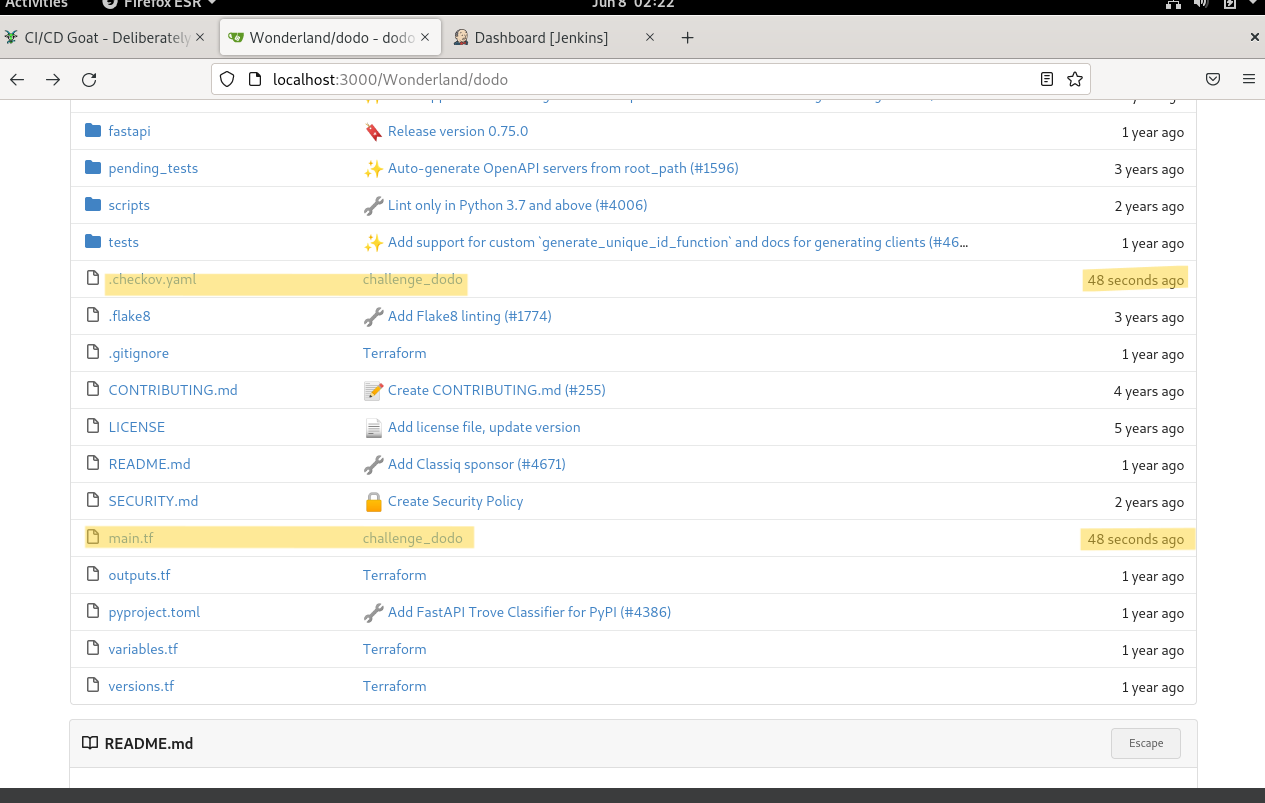 Activities Firefox ESR Jun 8 02:22
CI/CD Goat - Deliberately Wonderland/dodo - dodo Dashboard [Jenkins]
localhost:3000/Wonderland/dodo
fastapi Release version 0.75.0 1 year ago
pending_tests Auto-generate OpenAPI servers from root_path (#1596) 3 years ago
scripts Lint only in Python 3.7 and above (#4006) 2 years ago
tests Add support for custom `generate_unique_id_function` and docs for generating clients (#46… 1 year ago
.checkov.yaml challenge_dodo 48 seconds ago
.flake8 Add Flake8 linting (#1774) 3 years ago
.gitignore Terraform 1 year ago
CONTRIBUTING.md Create CONTRIBUTING.md (#255) 4 years ago
LICENSE Add license file, update version 5 years ago
README.md Add Classiq sponsor (#4671) 1 year ago
SECURITY.md Create Security Policy 2 years ago
main.tf challenge_dodo 48 seconds ago
outputs.tf Terraform 1 year ago
pyproject.toml Add FastAPI Trove Classifier for PyPI (#4386) 1 year ago
variables.tf Terraform 1 year ago
versions.tf Terraform 1 year ago
README.md Escape